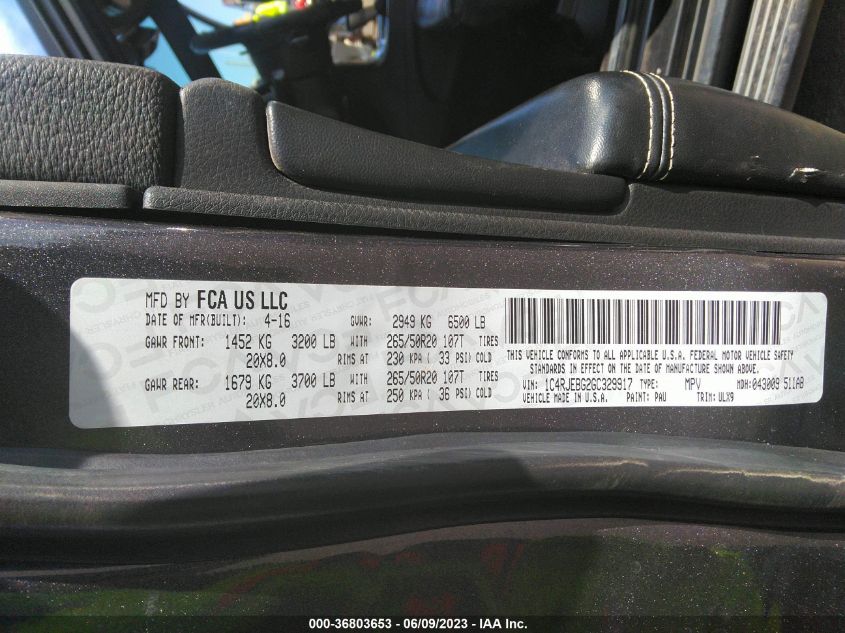 MFD BY FCA US LLC
DATE OF MFR(BUILT): 4-16 GVWR: 2949 KG 6500 LB
GAWR FRONT: 1452 KG 3200 LB WITH 265/50R20 107T TIRES
20X8.0 RIMS AT 230 KPA ( 33 PSI) COLD
GAWR REAR: 1679 KG 3700 LB WITH 265/50R20 107T TIRES
20X8.0 RIMS AT 250 KPA ( 36 PSI) COLD
THIS VEHICLE CONFORMS TO ALL APPLICABLE U.S.A. FEDERAL MOTOR VEHICLE SAFETY
STANDARDS IN EFFECT ON THE DATE OF MANUFACTURE SHOWN ABOVE.
VIN: 1C4RJEBG2GC329917 TYPE: MPV MDH: 043009 511AB
VEHICLE MADE IN U.S.A. PAINT: PAU TRIM: ULX9
000-36803653 - 06/09/2023 - IAA Inc.